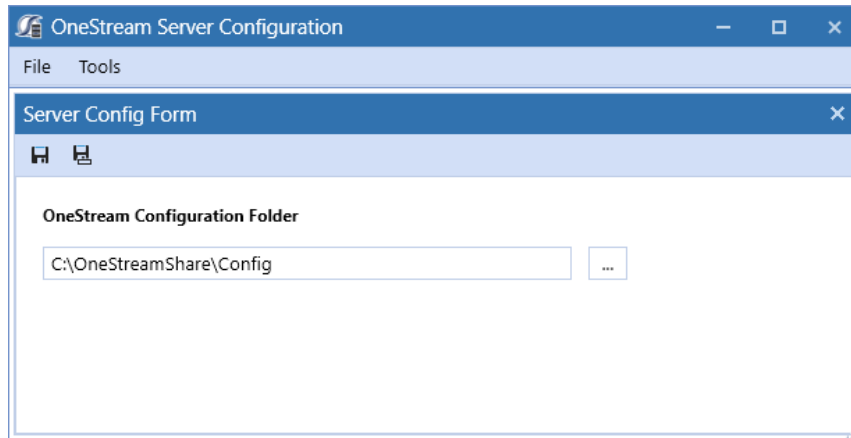 OneStream Server Configuration
File Tools
Server Config Form
OneStream Configuration Folder
C:\OneStreamShare\Config
...